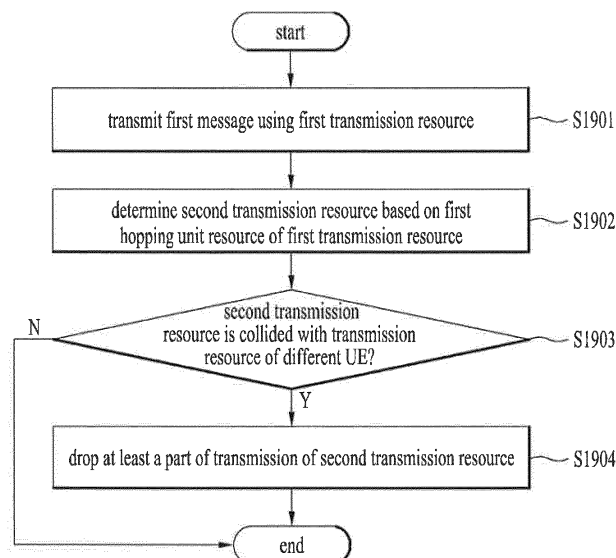 start
transmit first message using first transmission resource
S1901
determine second transmission resource based on first
hopping unit resource of first transmission resource
S1902
second transmission
resource is collided with transmission
resource of different UE?
N
S1903
Y
drop at least a part of transmission of second transmission resource
S1904
end